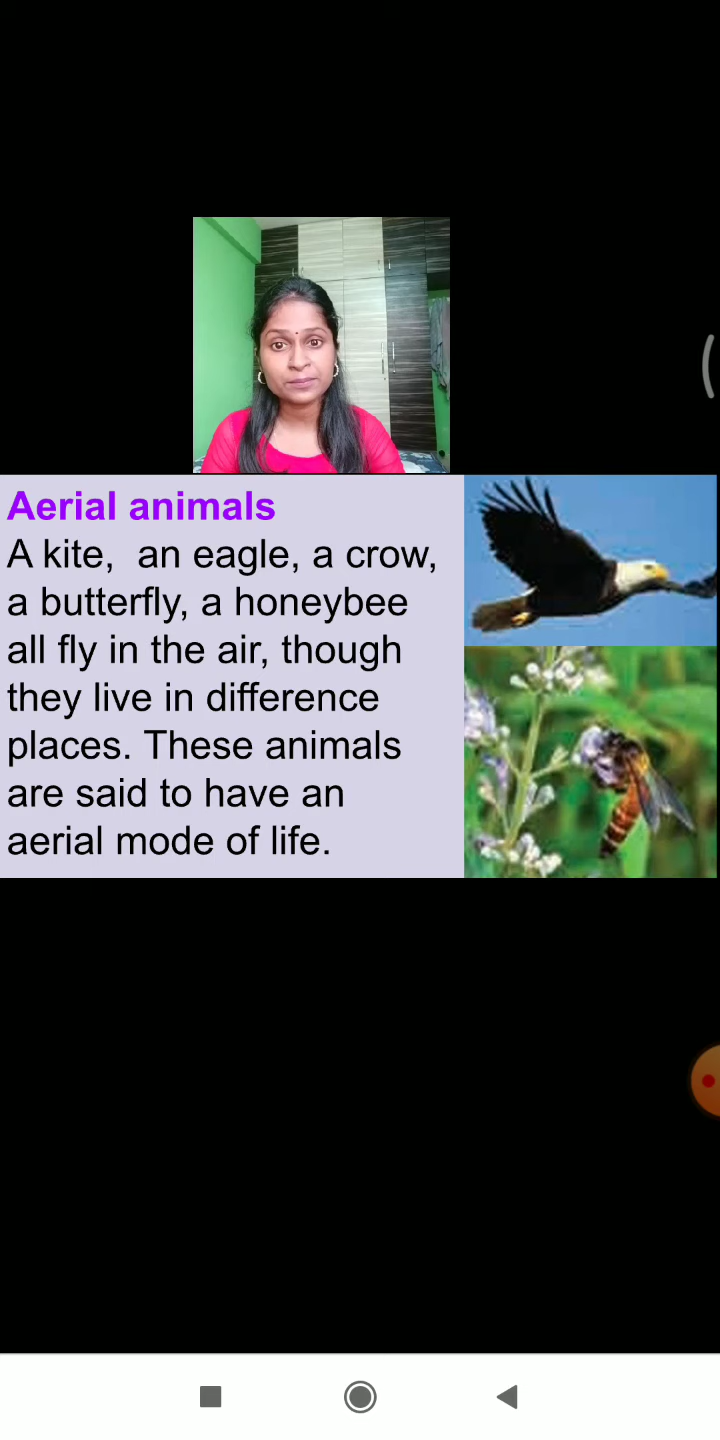 Aerial animals
A kite,  an eagle, a crow,
a butterfly, a honeybee
all fly in the air, though
they live in difference
places. These animals
are said to have an
aerial mode of life.